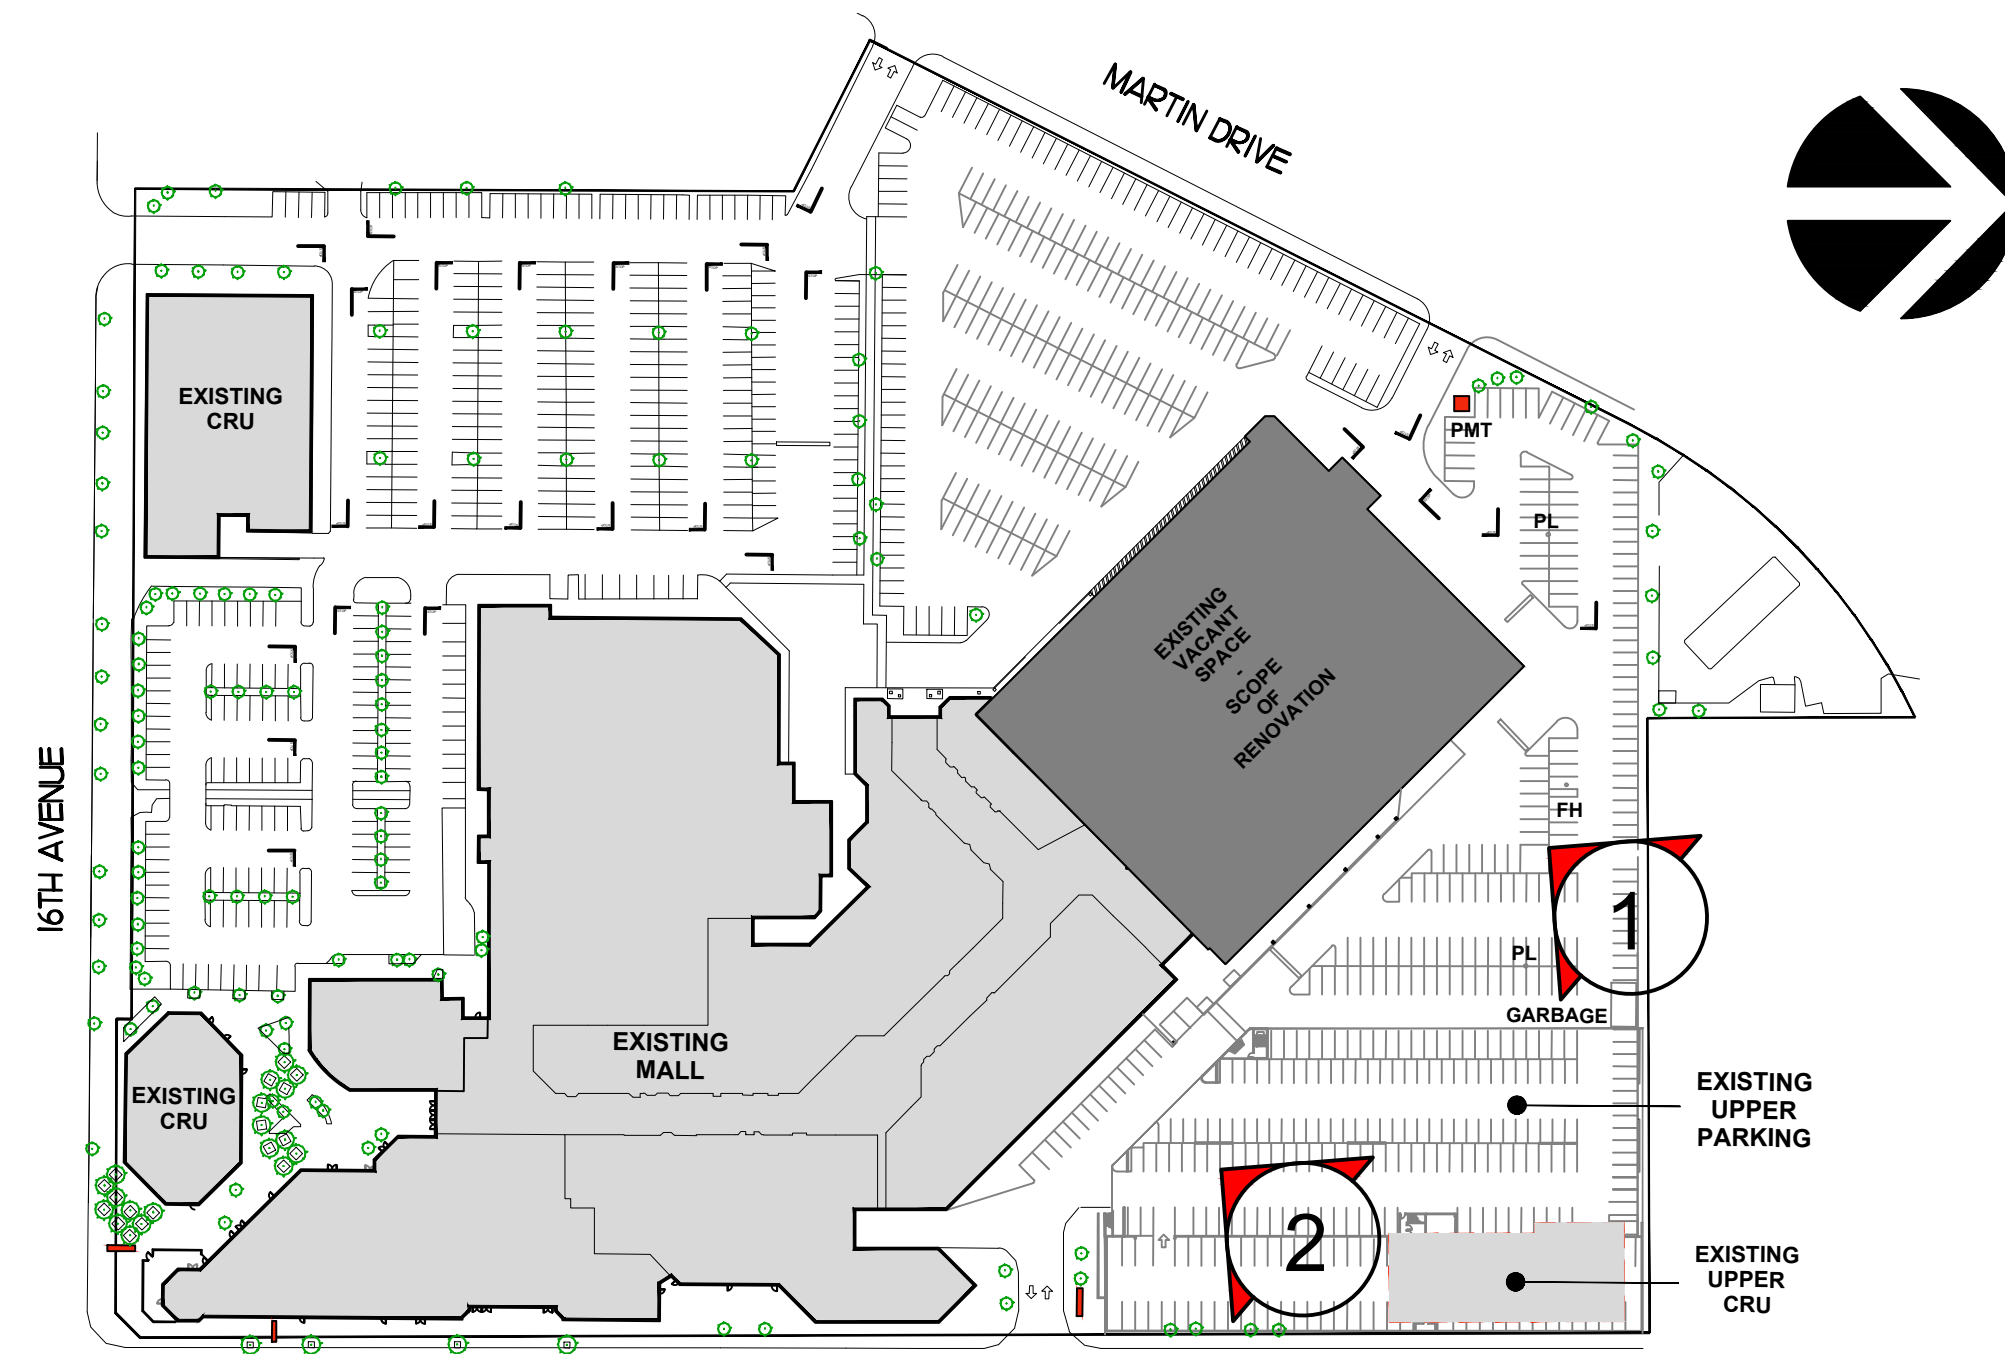 MARTIN DRIVE
EXISTING
CRU
PMT
PL
EXISTING
VACANT
SPACE
-
SCOPE
OF
RENOVATION
16TH AVENUE
FH
1
PL
GARBAGE
EXISTING
MALL
EXISTING
CRU
EXISTING
UPPER
PARKING
2
EXISTING
UPPER
CRU